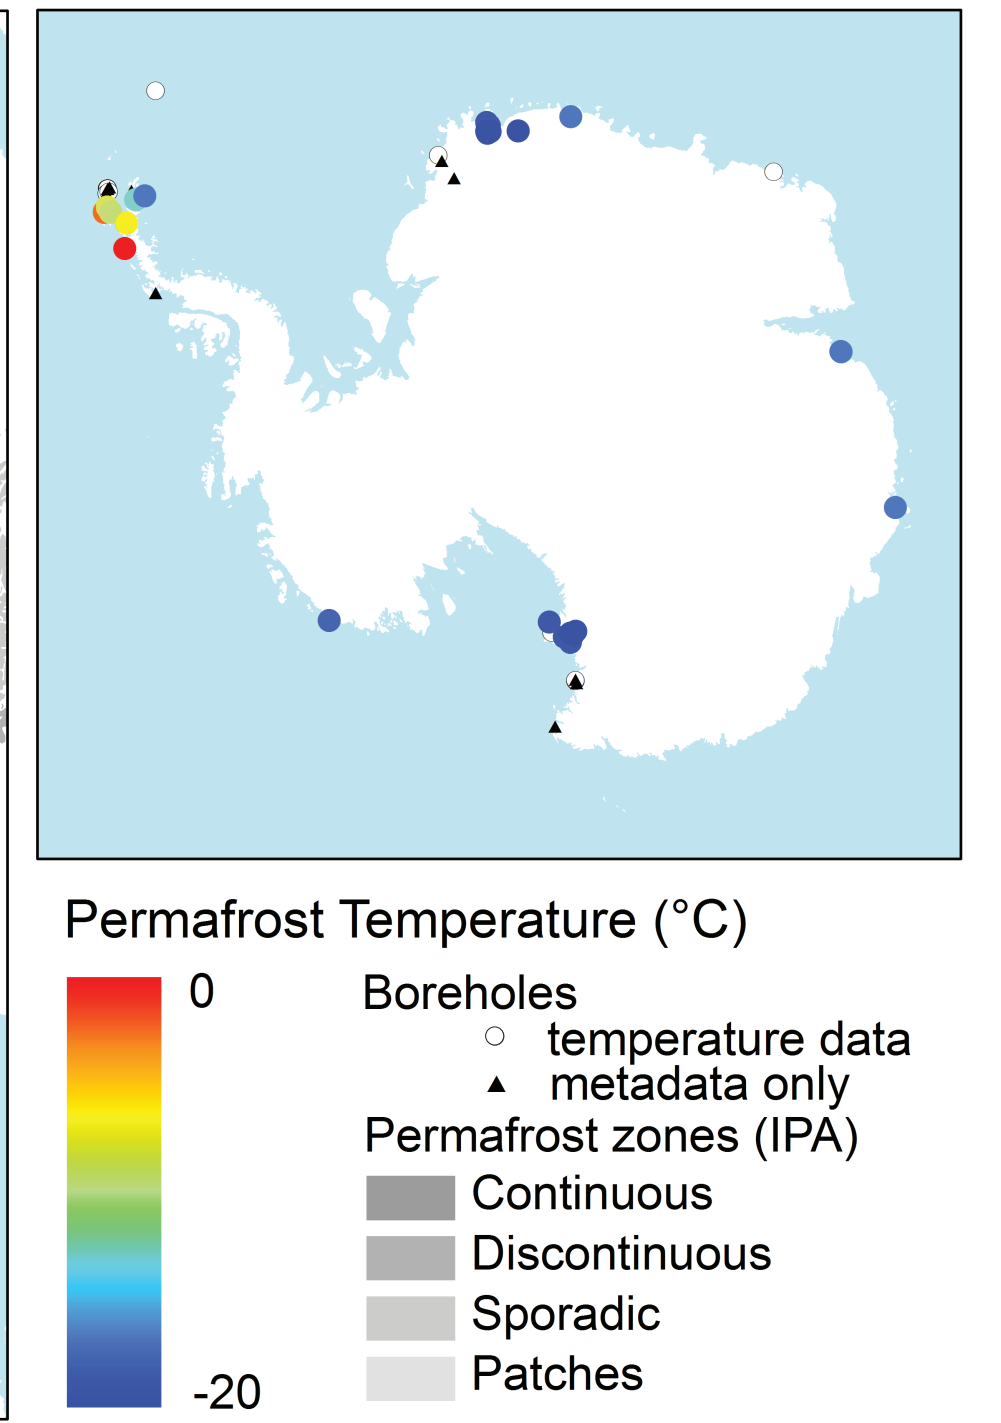 Permafrost Temperature (°C)
0
-20
Boreholes
temperature data
metadata only
Permafrost zones (IPA)
Continuous
Discontinuous
Sporadic
Patches